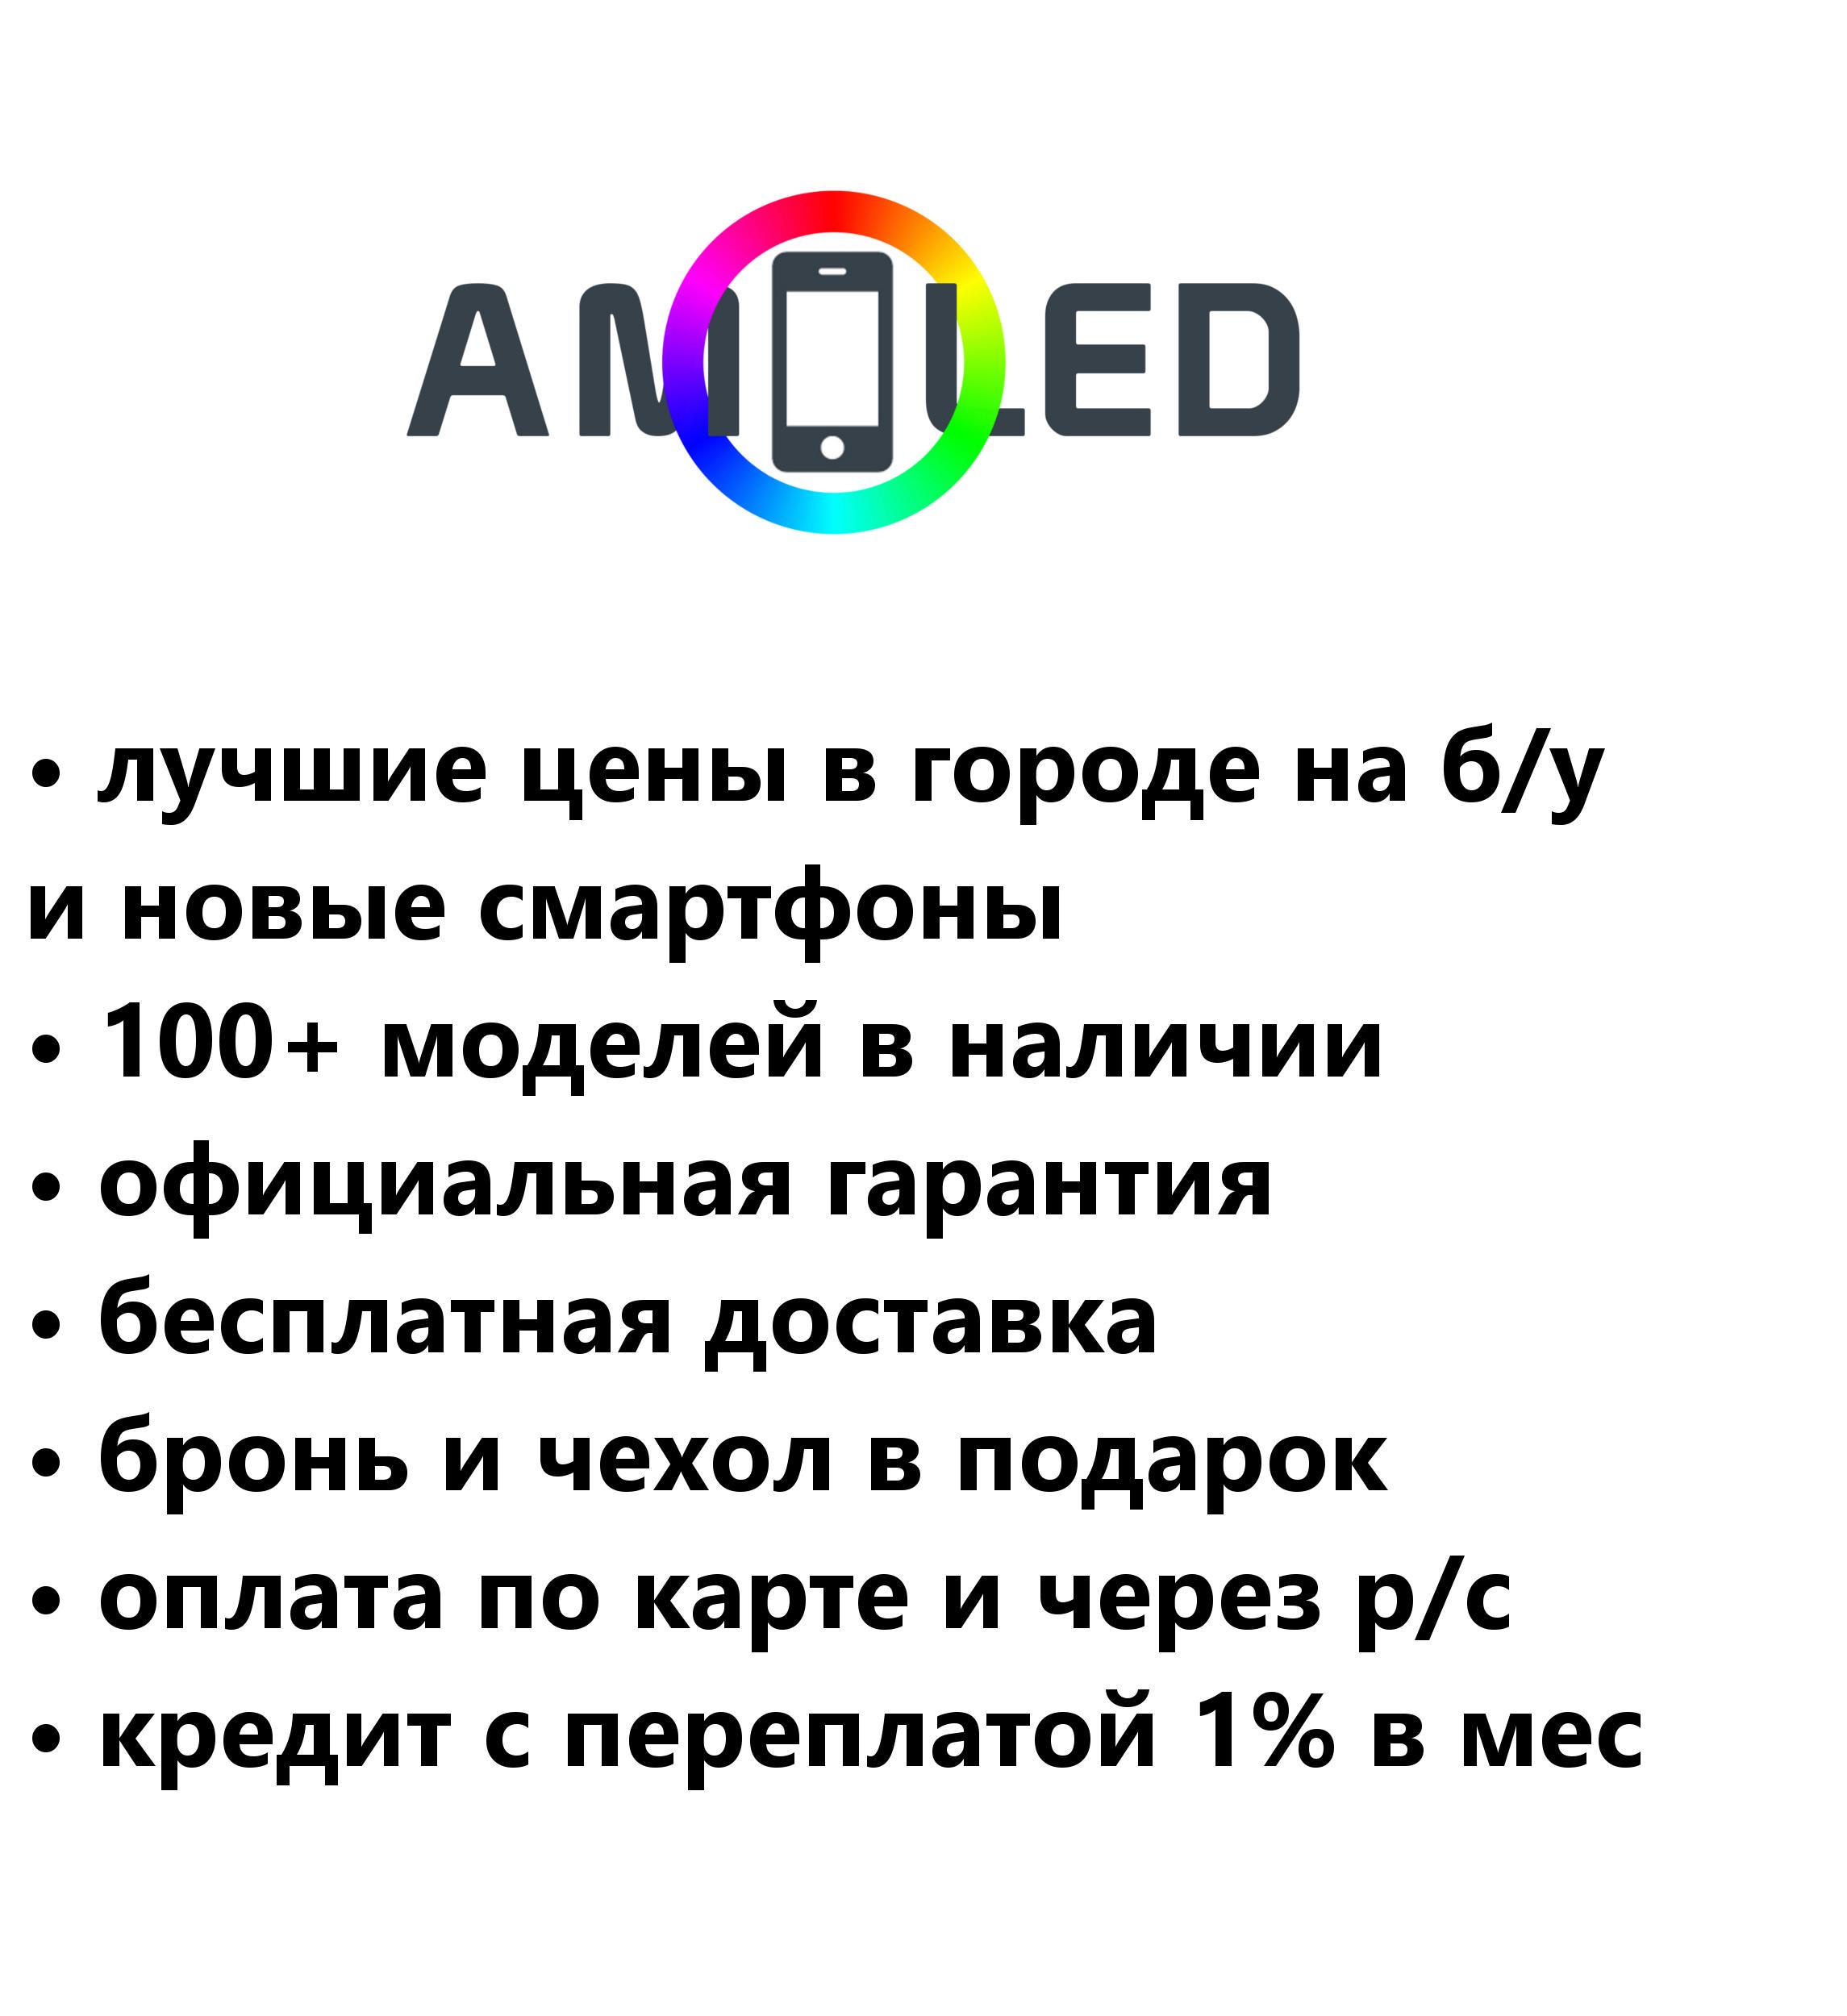 AMOLED
• лучшие цены в городе на б/у
и новые смартфоны
• 100+ моделей в наличии
• официальная гарантия
• бесплатная доставка
• бронь и чехол в подарок
• оплата по карте и через р/с
• кредит с переплатой 1% в мес